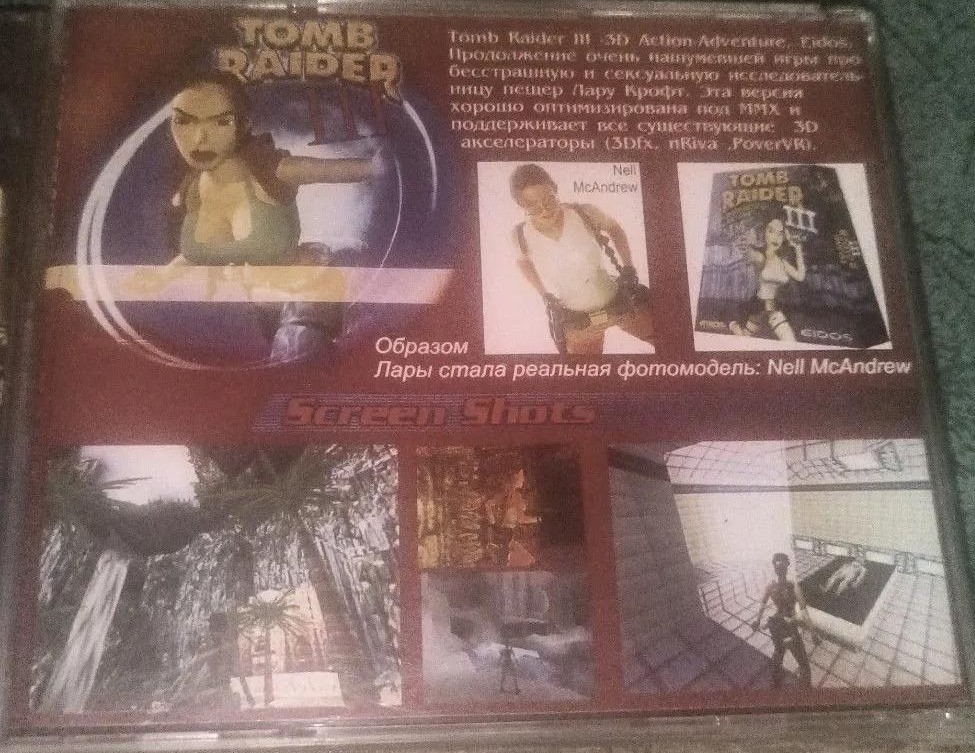 TOMB
RAIDER
III
Tomb Raider III -3D Action-Adventure, Eidos.
Продолжение очень нашумевшей игры про
бесстрашную и сексуальную исследователь-
ницу пещер Лару Крофт. Эта версия
хорошо оптимизирована под MMX и
поддерживает все существующие 3D
акселераторы (3Dfx, nRiva ,PoverVR).
Nell
McAndrew
TOMB
RAIDER
III
EIDOS
Образом
Лары стала реальная фотомодель: Nell McAndrew
Screen Shots